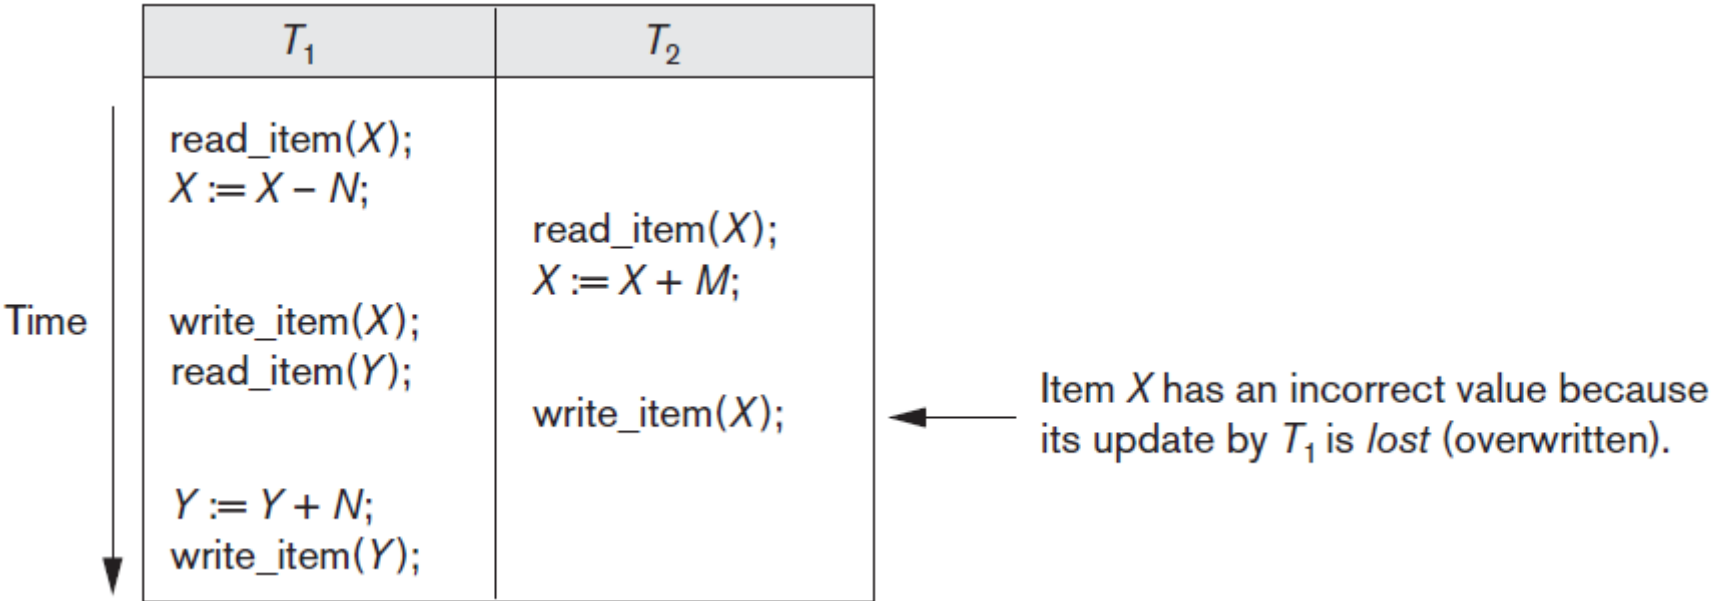 T₁ T₂
read_item(X);
X := X – N;
read_item(X);
X := X + M;
Time
write_item(X);
read_item(Y);
write_item(X);
Item X has an incorrect value because
its update by T₁ is lost (overwritten).
Y := Y + N;
write_item(Y);